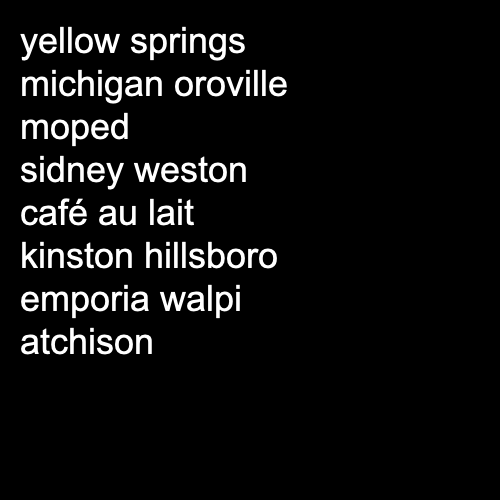 yellow springs
michigan oroville
moped
sidney weston
café au lait
kinston hillsboro
emporia walpi
atchison